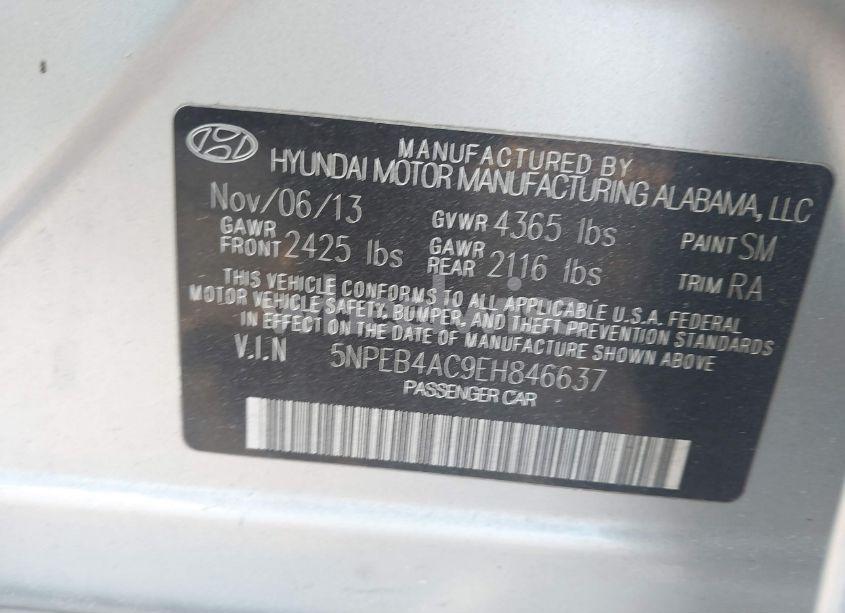 MANUFACTURED BY
HYUNDAI MOTOR MANUFACTURING ALABAMA, LLC
Nov/06/13 GVWR 4365 lbs PAINT SM
GAWR FRONT 2425 lbs GAWR REAR 2116 lbs TRIM RA
THIS VEHICLE CONFORMS TO ALL APPLICABLE U.S.A. FEDERAL
MOTOR VEHICLE SAFETY, BUMPER, AND THEFT PREVENTION STANDARDS
IN EFFECT ON THE DATE OF MANUFACTURE SHOWN ABOVE
V.I.N 5NPEB4AC9EH846637
PASSENGER CAR